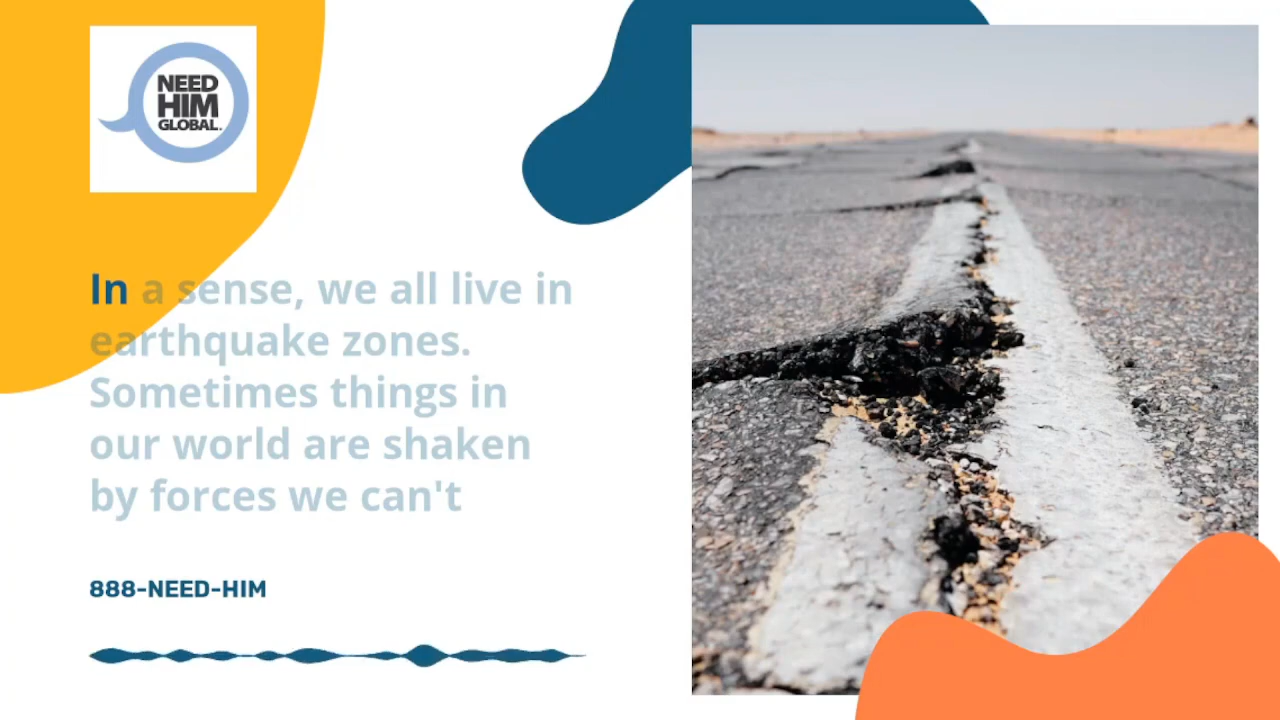 NEED
HIM
GLOBAL.
In a sense, we all live in
earthquake zones.
Sometimes things in
our world are shaken
by forces we can't
888-NEED-HIM